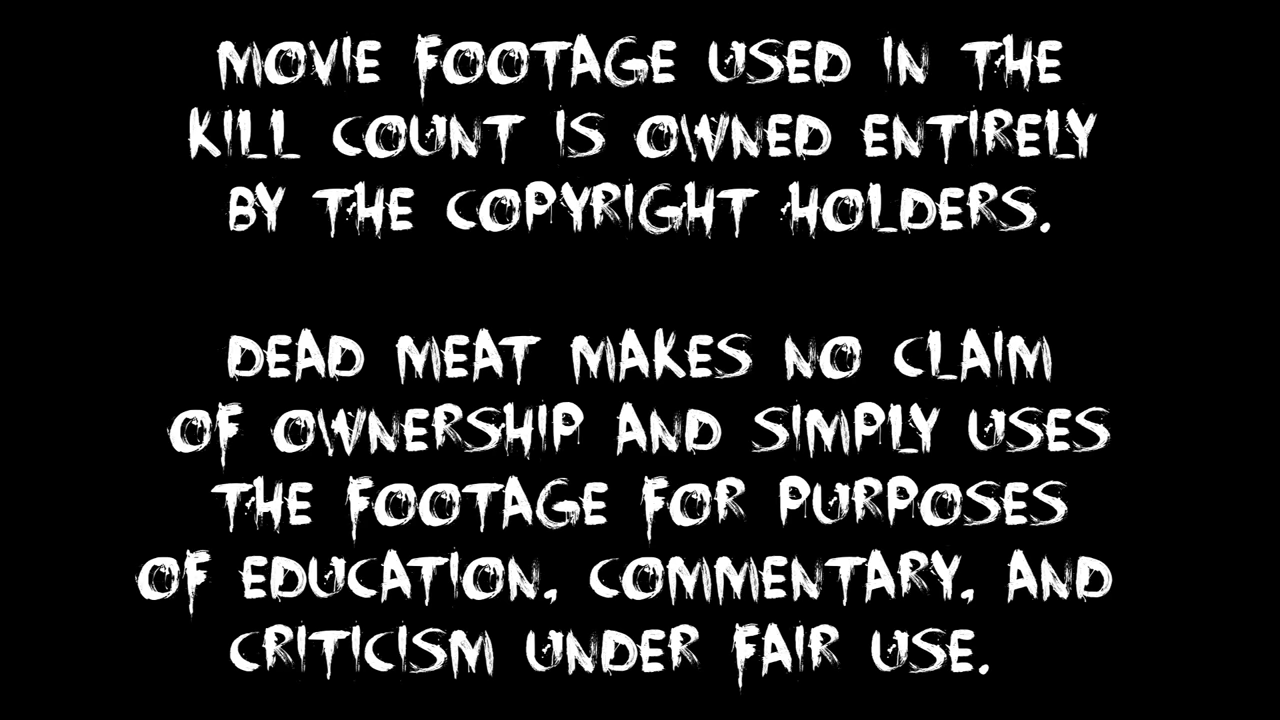 MOVIE FOOTAGE USED IN THE
KILL COUNT IS OWNED ENTIRELY
BY THE COPYRIGHT HOLDERS.
DEAD MEAT MAKES NO CLAIM
OF OWNERSHIP AND SIMPLY USES
THE FOOTAGE FOR PURPOSES
OF EDUCATION, COMMENTARY, AND
CRITICISM UNDER FAIR USE.